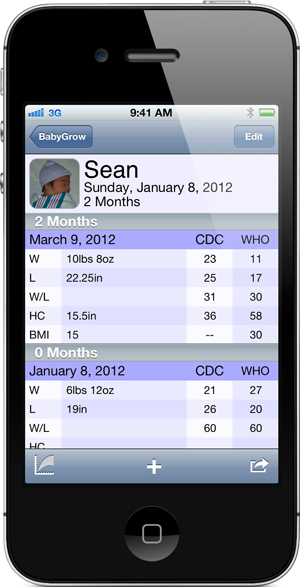 3G 9:41 AM
BabyGrow Edit
Sean
Sunday, January 8, 2012
2 Months
2 Months
March 9, 2012 CDC WHO
W 10lbs 8oz 23 11
L 22.25in 25 17
W/L 31 30
HC 15.5in 36 58
BMI 15 -- 30
0 Months
January 8, 2012 CDC WHO
W 6lbs 12oz 21 27
L 19in 26 20
W/L 60 60
HC